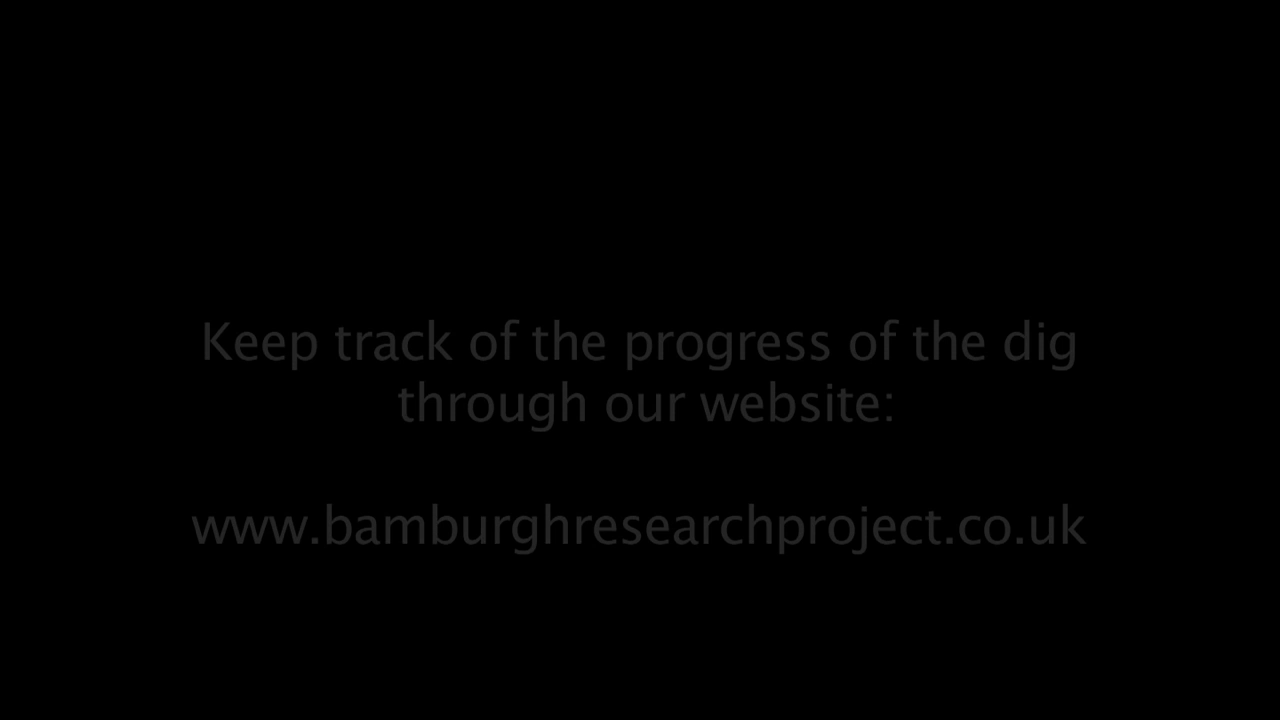 Keep track of the progress of the dig
through our website:
www.bamburghresearchproject.co.uk